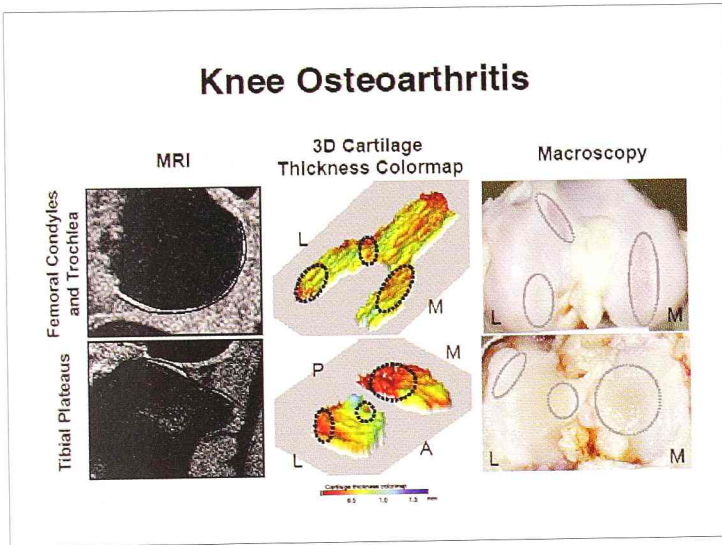 Knee Osteoarthritis
MRI
3D Cartilage
Thickness Colormap
Macroscopy
Femoral Condyles
and Trochlea
L
M
L
M
Tibial Plateaus
P
M
L
A
L
M
Cartilage thickness colormap
0.5 1.0 1.5 mm